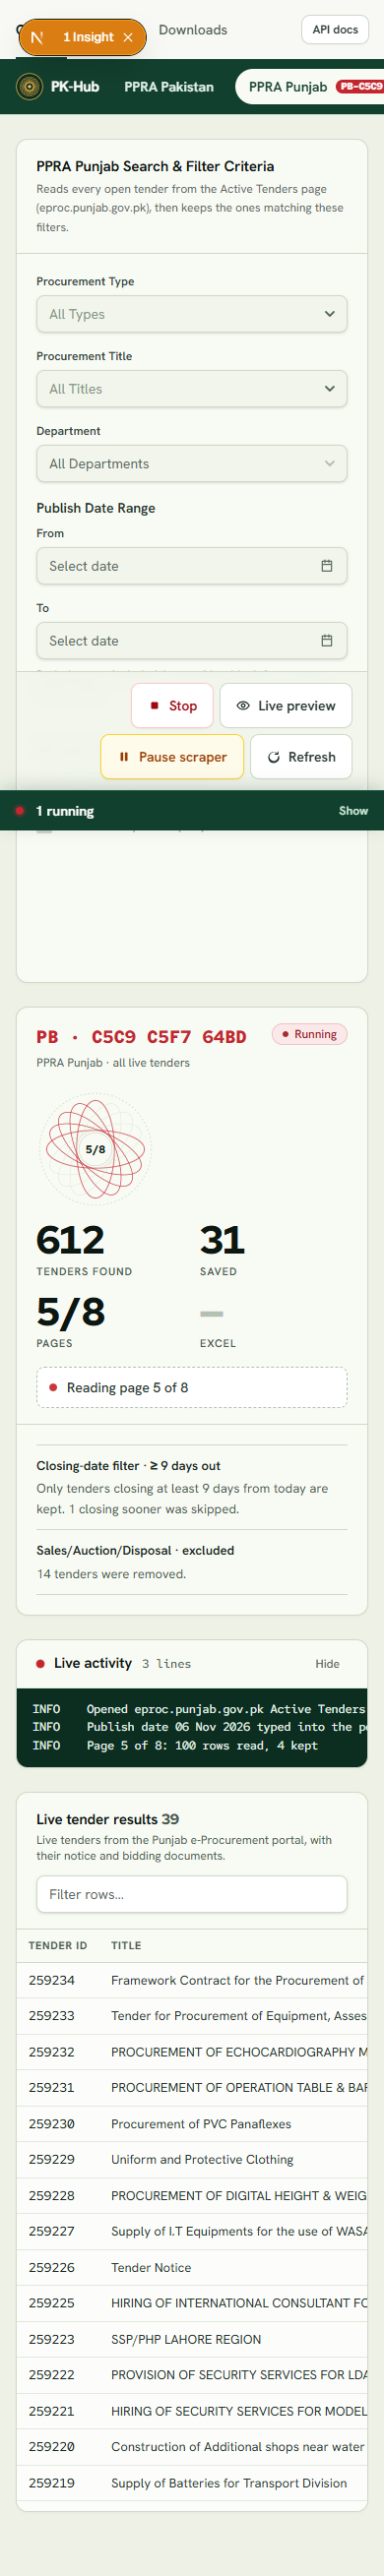 1 Insight
Downloads
API docs
PK-Hub
PPRA Pakistan
PPRA Punjab
PB-C5C9
PPRA Punjab Search & Filter Criteria
Reads every open tender from the Active Tenders page
(eproc.punjab.gov.pk), then keeps the ones matching these
filters.
Procurement Type
All Types
Procurement Title
All Titles
Department
All Departments
Publish Date Range
From
Select date
To
Select date
Stop
Live preview
Pause scraper
Refresh
1 running
Show
PB · C5C9 C5F7 64BD
Running
PPRA Punjab · all live tenders
5/8
612
TENDERS FOUND
31
SAVED
5/8
PAGES
–
EXCEL
Reading page 5 of 8
Closing-date filter · ≥ 9 days out
Only tenders closing at least 9 days from today are
kept. 1 closing sooner was skipped.
Sales/Auction/Disposal · excluded
14 tenders were removed.
Live activity 3 lines
Hide
INFO Opened eproc.punjab.gov.pk Active Tenders
INFO Publish date 06 Nov 2026 typed into the
INFO Page 5 of 8: 100 rows read, 4 kept
Live tender results 39
Live tenders from the Punjab e-Procurement portal, with
their notice and bidding documents.
Filter rows...
TENDER ID TITLE
259234 Framework Contract for the Procurement of
259233 Tender for Procurement of Equipment, Asses
259232 PROCUREMENT OF ECHOCARDIOGRAPHY
259231 PROCUREMENT OF OPERATION TABLE &
259230 Procurement of PVC Panaflexes
259229 Uniform and Protective Clothing
259228 PROCUREMENT OF DIGITAL HEIGHT & WEIG
259227 Supply of I.T Equipments for the use of WASA
259226 Tender Notice
259225 HIRING OF INTERNATIONAL CONSULTANT
259223 SSP/PHP LAHORE REGION
259222 PROVISION OF SECURITY SERVICES FOR LDA
259221 HIRING OF SECURITY SERVICES FOR MODEL
259220 Construction of Additional shops near water
259219 Supply of Batteries for Transport Division